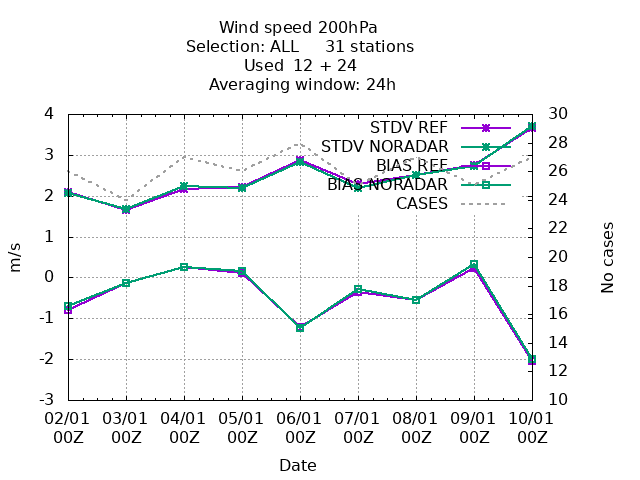 Wind speed 200hPa
Selection: ALL 31 stations
Used 12 + 24
Averaging window: 24h
4
3
2
1
0
-1
-2
-3
m/s
30
28
26
24
22
20
18
16
14
12
10
No cases
STDV REF
STDV NORADAR
BIAS REF
BIAS NORADAR
CASES
02/01 03/01 04/01 05/01 06/01 07/01 08/01 09/01 10/01
00Z 00Z 00Z 00Z 00Z 00Z 00Z 00Z 00Z
Date